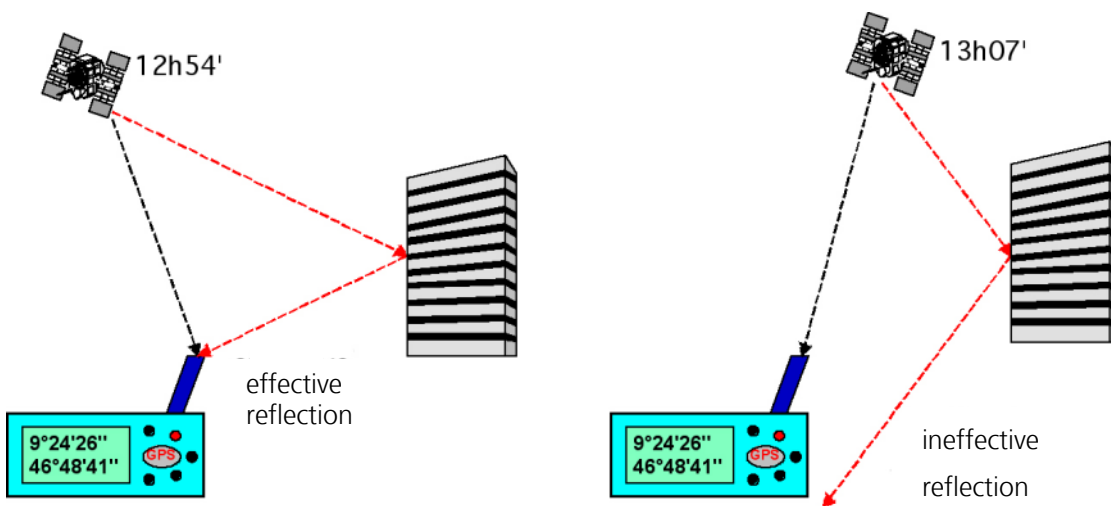 12h54'
effective
reflection
9°24'26"
46°48'41"
GPS
13h07'
9°24'26"
46°48'41"
GPS
ineffective
reflection